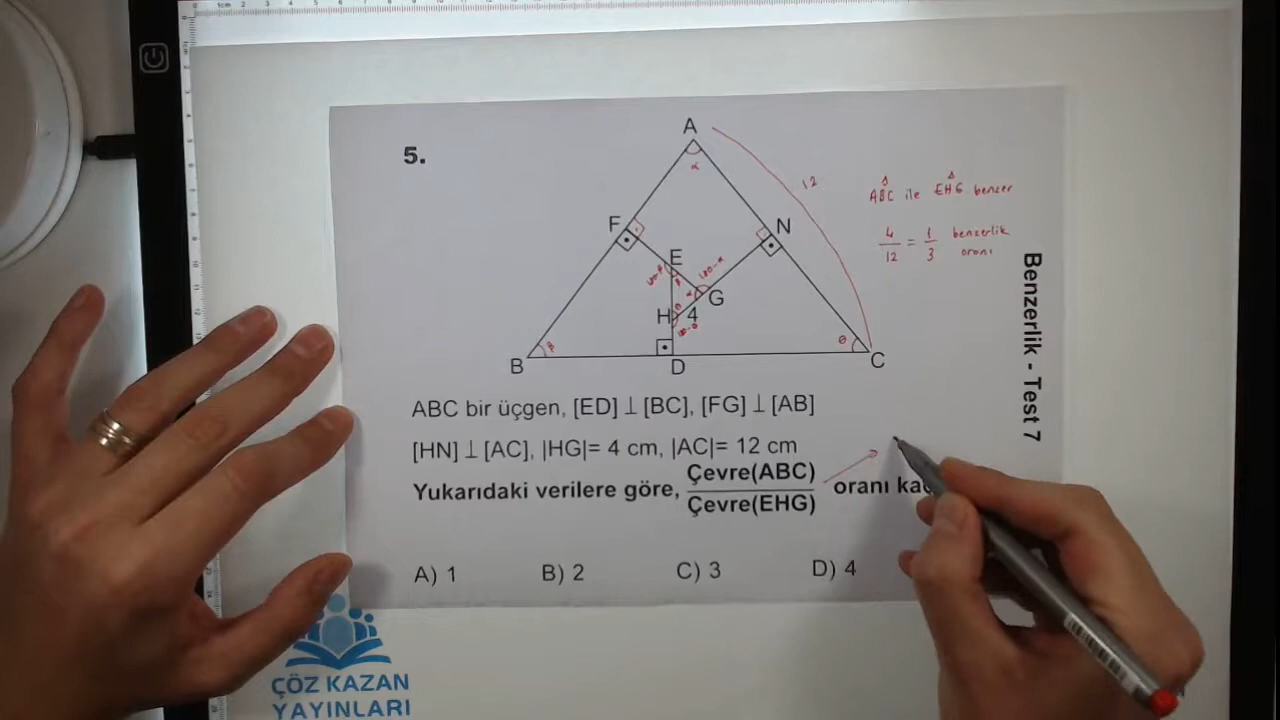 5.
A
12
α
F
N
E
180-α
G
H 4
B
D
C
β
θ
ABC ile EHG benzer
4/12 = 1/3 benzerlik oranı
Benzerlik - Test 7
ABC bir üçgen, [ED] ⊥ [BC], [FG] ⊥ [AB]
[HN] ⊥ [AC], |HG|= 4 cm, |AC|= 12 cm
Yukarıdaki verilere göre, Çevre(ABC)/Çevre(EHG) oranı
A) 1 B) 2 C) 3 D) 4
ÇÖZ KAZAN
YAYINLARI